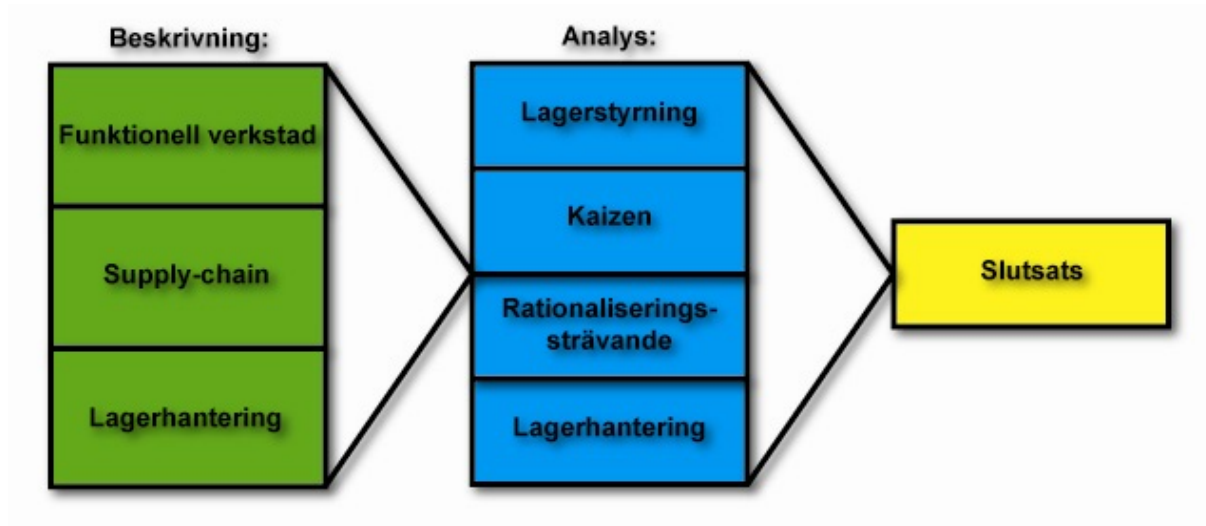 Beskrivning:
Funktionell verkstad
Supply-chain
Lagerhantering
Analys:
Lagerstyrning
Kaizen
Rationaliserings-
strävande
Lagerhantering
Slutsats